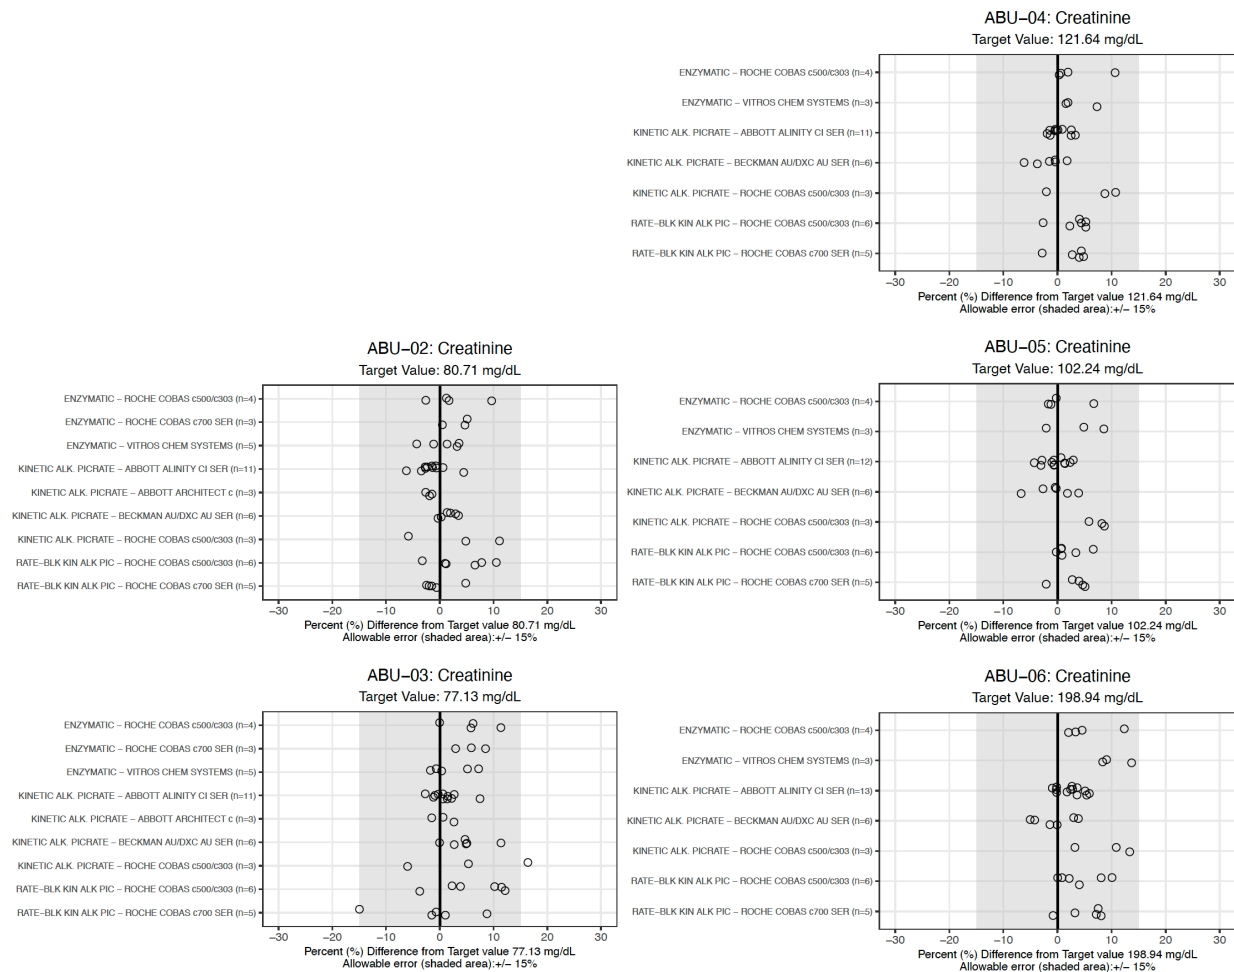 ABU−04: Creatinine
Target Value: 121.64 mg/dL
ENZYMATIC − ROCHE COBAS c500/c303 (n=4)
ENZYMATIC − VITROS CHEM SYSTEMS (n=3)
KINETIC ALK. PICRATE − ABBOTT ALINITY CI SER (n=11)
KINETIC ALK. PICRATE − BECKMAN AU/DXC AU SER (n=6)
KINETIC ALK. PICRATE − ROCHE COBAS c500/c303 (n=3)
RATE−BLK KIN ALK PIC − ROCHE COBAS c500/c303 (n=6)
RATE−BLK KIN ALK PIC − ROCHE COBAS c700 SER (n=5)
−30 −20 −10 0 10 20 30
Percent (%) Difference from Target value 121.64 mg/dL
Allowable error (shaded area):+/− 15%
ABU−02: Creatinine
Target Value: 80.71 mg/dL
ENZYMATIC − ROCHE COBAS c500/c303 (n=4)
ENZYMATIC − ROCHE COBAS c700 SER (n=3)
ENZYMATIC − VITROS CHEM SYSTEMS (n=5)
KINETIC ALK. PICRATE − ABBOTT ALINITY CI SER (n=11)
KINETIC ALK. PICRATE − ABBOTT ARCHITECT c (n=3)
KINETIC ALK. PICRATE − BECKMAN AU/DXC AU SER (n=6)
KINETIC ALK. PICRATE − ROCHE COBAS c500/c303 (n=3)
RATE−BLK KIN ALK PIC − ROCHE COBAS c500/c303 (n=6)
RATE−BLK KIN ALK PIC − ROCHE COBAS c700 SER (n=5)
−30 −20 −10 0 10 20 30
Percent (%) Difference from Target value 80.71 mg/dL
Allowable error (shaded area):+/− 15%
ABU−05: Creatinine
Target Value: 102.24 mg/dL
ENZYMATIC − ROCHE COBAS c500/c303 (n=4)
ENZYMATIC − VITROS CHEM SYSTEMS (n=3)
KINETIC ALK. PICRATE − ABBOTT ALINITY CI SER (n=12)
KINETIC ALK. PICRATE − BECKMAN AU/DXC AU SER (n=6)
KINETIC ALK. PICRATE − ROCHE COBAS c500/c303 (n=3)
RATE−BLK KIN ALK PIC − ROCHE COBAS c500/c303 (n=6)
RATE−BLK KIN ALK PIC − ROCHE COBAS c700 SER (n=5)
−30 −20 −10 0 10 20 30
Percent (%) Difference from Target value 102.24 mg/dL
Allowable error (shaded area):+/− 15%
ABU−03: Creatinine
Target Value: 77.13 mg/dL
ENZYMATIC − ROCHE COBAS c500/c303 (n=4)
ENZYMATIC − ROCHE COBAS c700 SER (n=3)
ENZYMATIC − VITROS CHEM SYSTEMS (n=5)
KINETIC ALK. PICRATE − ABBOTT ALINITY CI SER (n=11)
KINETIC ALK. PICRATE − ABBOTT ARCHITECT c (n=3)
KINETIC ALK. PICRATE − BECKMAN AU/DXC AU SER (n=6)
KINETIC ALK. PICRATE − ROCHE COBAS c500/c303 (n=3)
RATE−BLK KIN ALK PIC − ROCHE COBAS c500/c303 (n=6)
RATE−BLK KIN ALK PIC − ROCHE COBAS c700 SER (n=5)
−30 −20 −10 0 10 20 30
Percent (%) Difference from Target value 77.13 mg/dL
Allowable error (shaded area):+/− 15%
ABU−06: Creatinine
Target Value: 198.94 mg/dL
ENZYMATIC − ROCHE COBAS c500/c303 (n=4)
ENZYMATIC − VITROS CHEM SYSTEMS (n=3)
KINETIC ALK. PICRATE − ABBOTT ALINITY CI SER (n=13)
KINETIC ALK. PICRATE − BECKMAN AU/DXC AU SER (n=6)
KINETIC ALK. PICRATE − ROCHE COBAS c500/c303 (n=3)
RATE−BLK KIN ALK PIC − ROCHE COBAS c500/c303 (n=6)
RATE−BLK KIN ALK PIC − ROCHE COBAS c700 SER (n=5)
−30 −20 −10 0 10 20 30
Percent (%) Difference from Target value 198.94 mg/dL
Allowable error (shaded area):+/− 15%